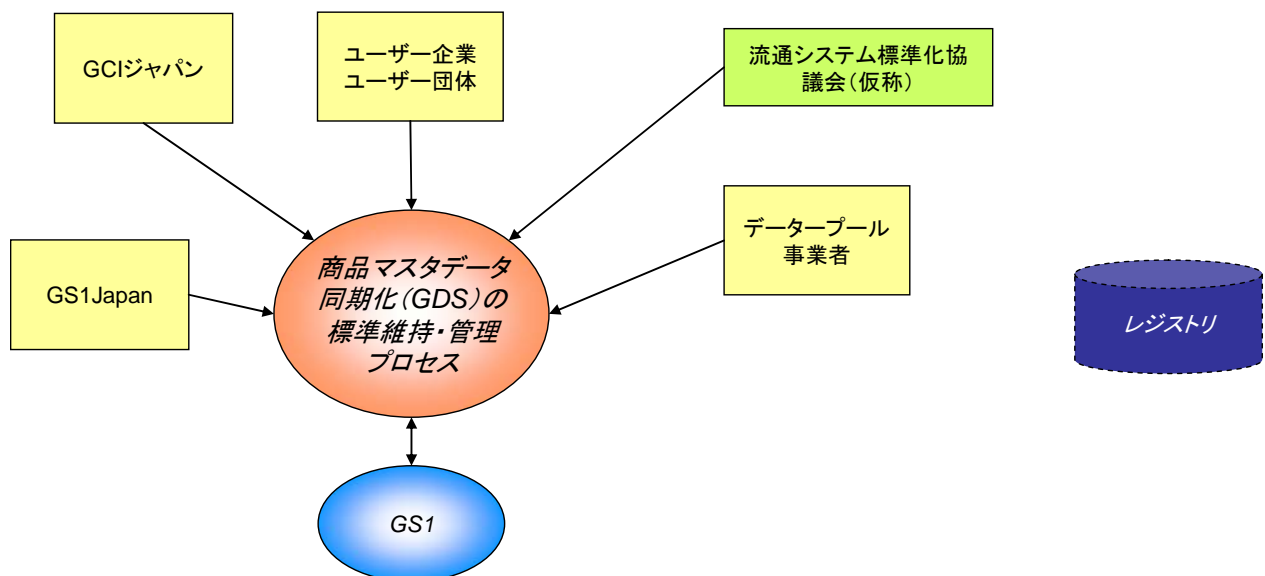 GCIジャパン
ユーザー企業
ユーザー団体
流通システム標準化協
議会(仮称)
データープール
事業者
GS1Japan
商品マスタデータ
同期化(GDS)の
標準維持・管理
プロセス
レジストリ
GS1